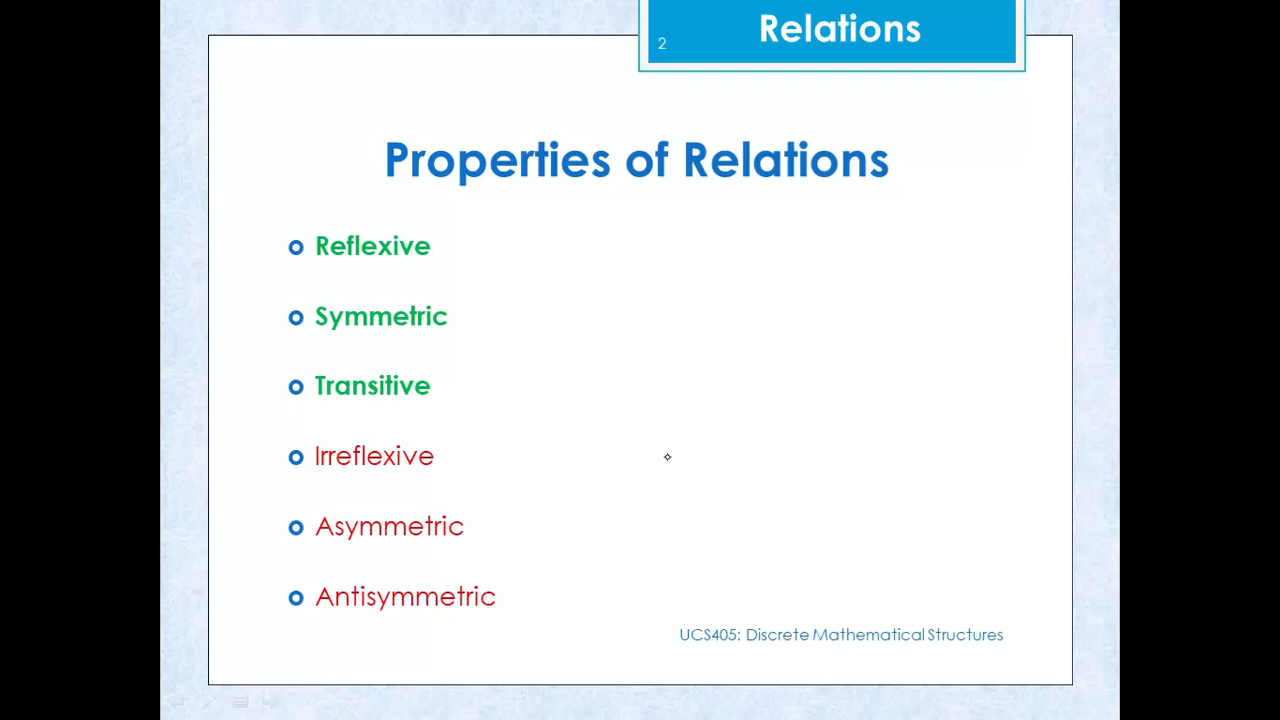 2
Relations
Properties of Relations
Reflexive
Symmetric
Transitive
Irreflexive
Asymmetric
Antisymmetric
UCS405: Discrete Mathematical Structures